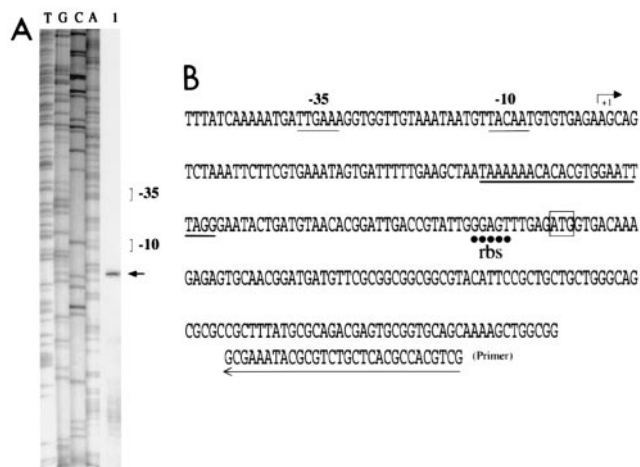 T G C A 1
A
-35
-10
B
-35 -10 +1
TTTATCAAAAATGATTGAAAGGTGGTTGTAAATAATGTTACAATGTGTGAGAAGCAG
TCTAAATTCTTCGTGAAATAGTGATTTTTGAAGCTAATAAAAAACACACGTGGAATT
TAGGGAATACTGATGTAACACGGATTGACCGTATTGGGAGTTTGAGATGGTGACAAA
rbs
GAGAGTGCAACGGATGATGTTCGCGGCGGCGGCGTACATTCCGCTGCTGCTGGGCAG
CGCGCCGCTTTATGCGCAGACGAGTGCGGTGCAGCAAAAGCTGGCGG
GCGAAATACGCGTCTGCTCACGCCACGTCG (Primer)